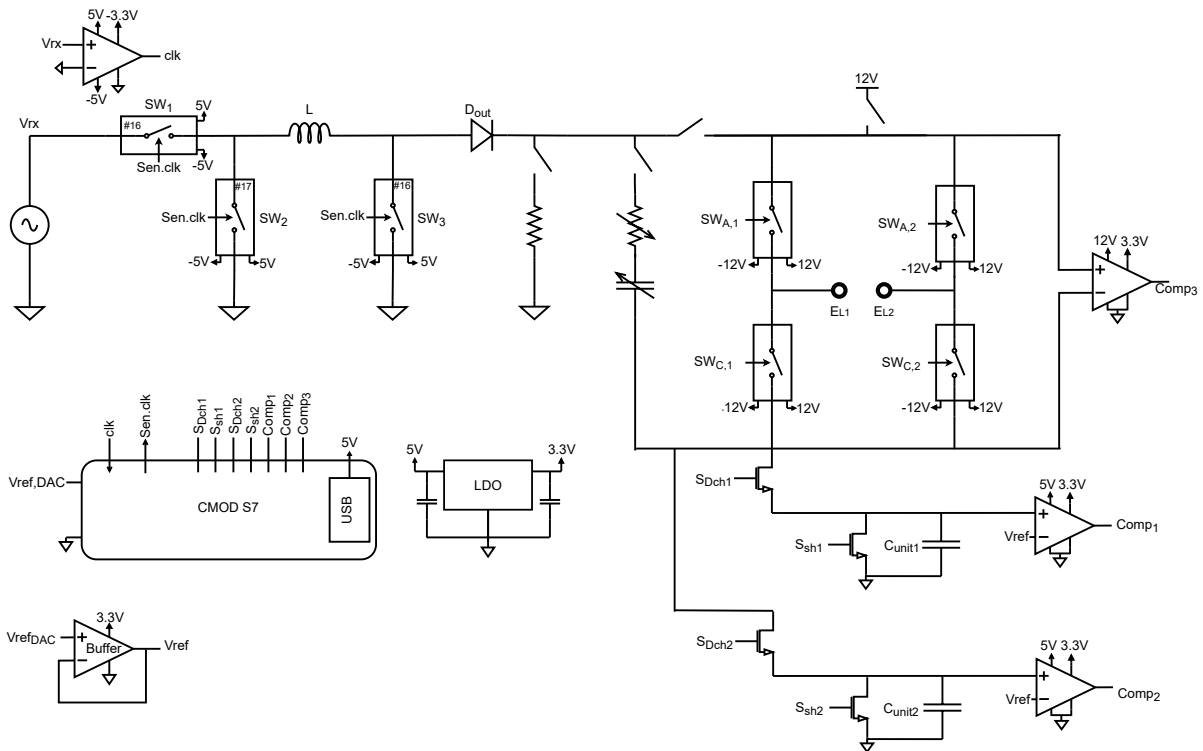 5V -3.3V
Vrx
clk
-5V
SW1
5V
#16
-5V
Sen.clk
Vrx
L
Dout
12V
#17
Sen.clk
SW2
-5V
5V
#16
Sen.clk
SW3
-5V
5V
SWA,1
-12V
12V
SWA,2
-12V
12V
EL1
EL2
12V 3.3V
Comp3
SWC,1
-12V
12V
SWC,2
-12V
12V
clk
Sen.clk
SDch1
Ssh1
SDch2
Ssh2
Comp1
Comp2
Comp3
5V
Vref,DAC
CMOD S7
USB
5V
LDO
3.3V
SDch1
Ssh1
Cunit1
5V 3.3V
Vref
Comp1
3.3V
VrefDAC
Buffer
Vref
SDch2
Ssh2
Cunit2
5V 3.3V
Vref
Comp2